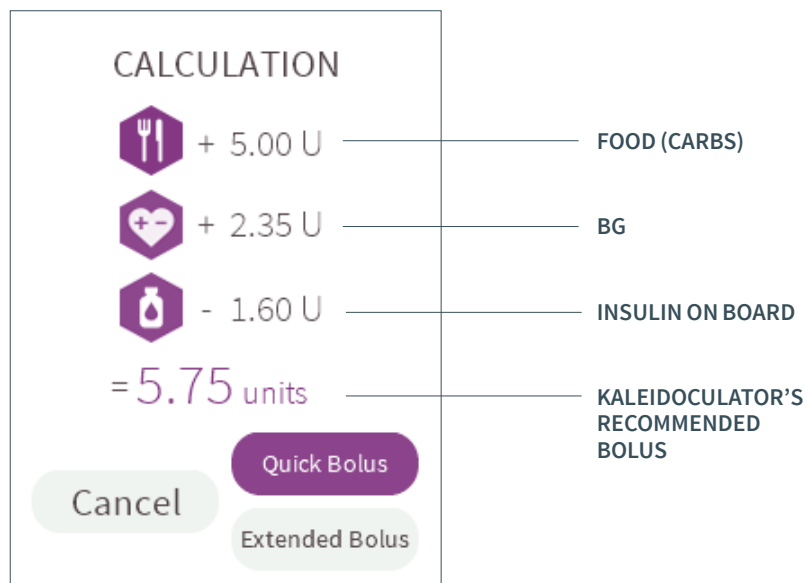 CALCULATION
+ 5.00 U
FOOD (CARBS)
+ 2.35 U
BG
- 1.60 U
INSULIN ON BOARD
= 5.75 units
KALEIDOCULATOR’S
RECOMMENDED
BOLUS
Quick Bolus
Cancel
Extended Bolus